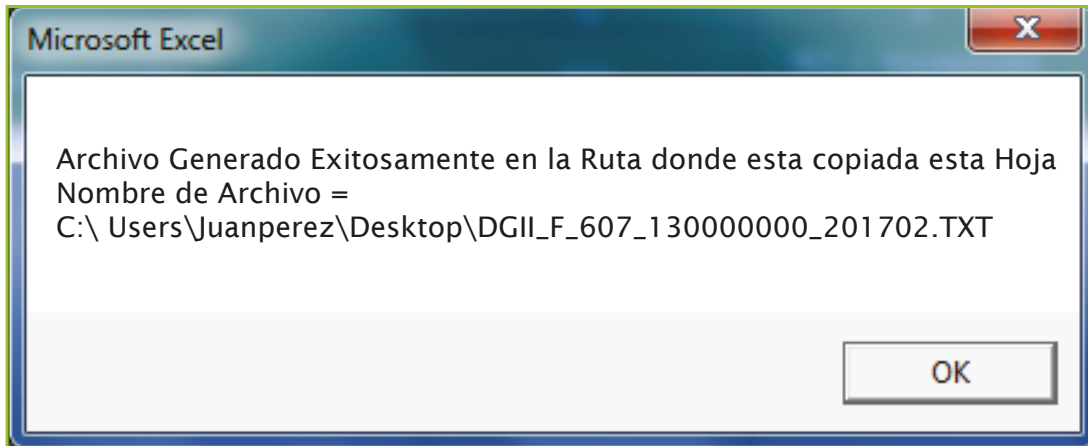 Microsoft Excel
x
Archivo Generado Exitosamente en la Ruta donde esta copiada esta Hoja
Nombre de Archivo =
C:\ Users\Juanperez\Desktop\DGII_F_607_130000000_201702.TXT
OK